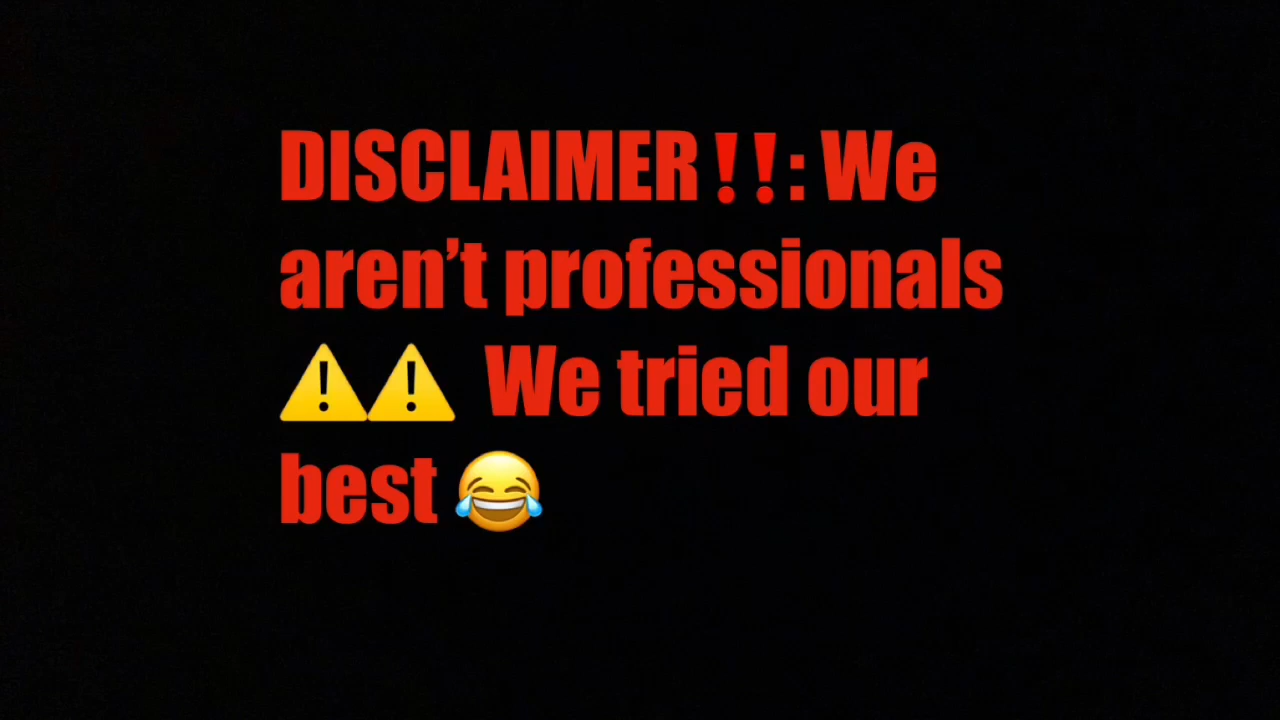 DISCLAIMER‼️: We
aren’t professionals
⚠️⚠️ We tried our
best 😂